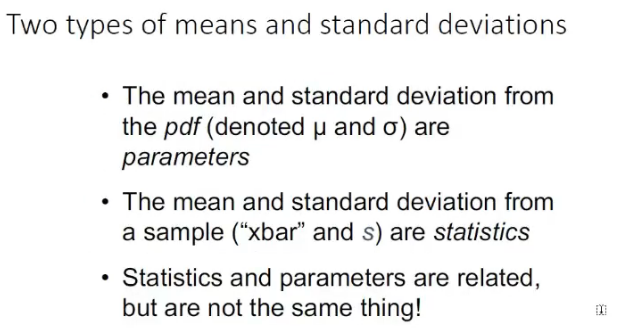 Two types of means and standard deviations
• The mean and standard deviation from
the pdf (denoted μ and σ) are
parameters
• The mean and standard deviation from
a sample (“xbar” and s) are statistics
• Statistics and parameters are related,
but are not the same thing!